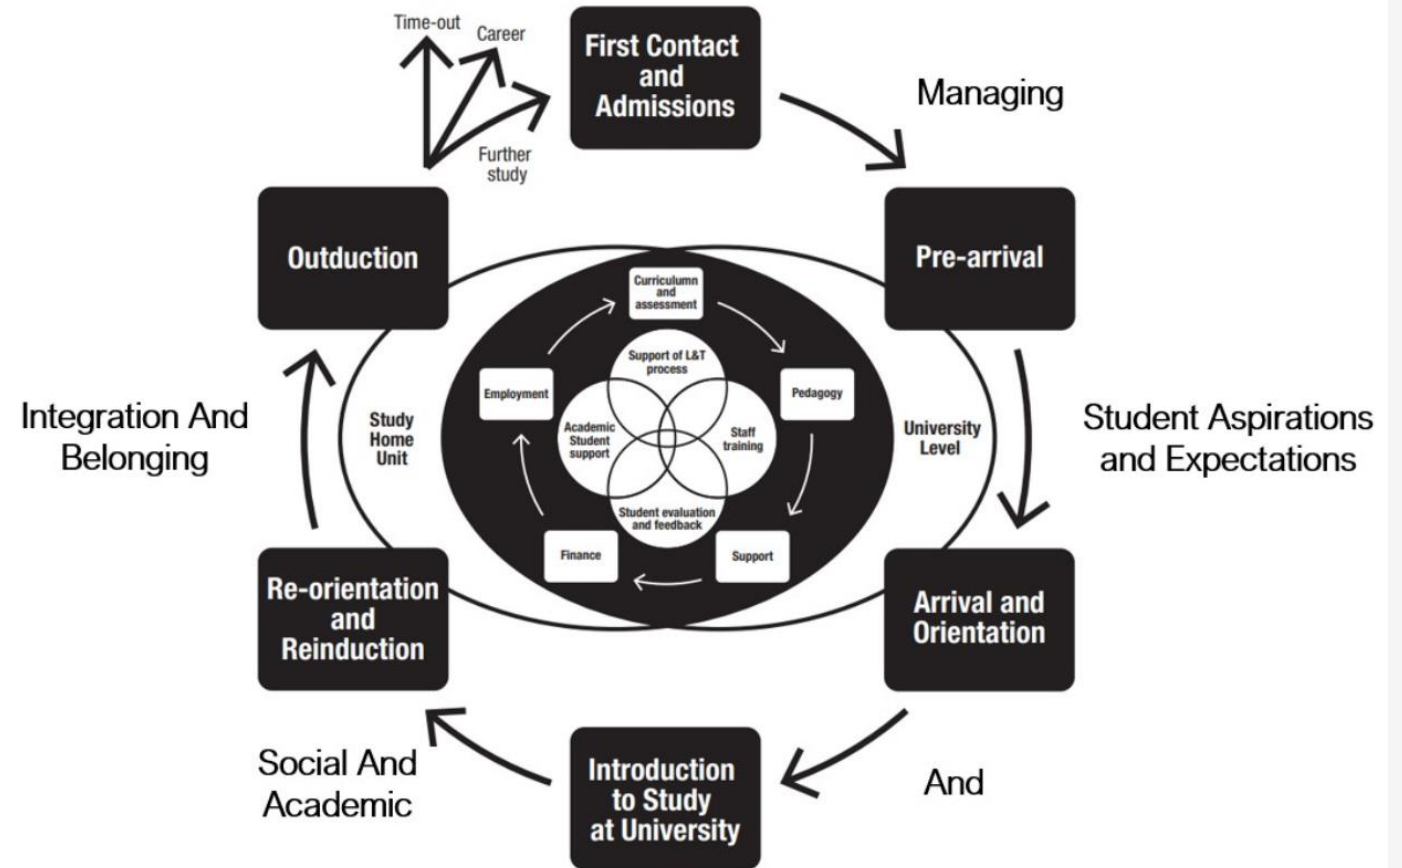 Time-out
Career
Further
study
First Contact
and
Admissions
Managing
Outduction
Pre-arrival
Curriculumn
and
assessment
Support of L&T
process
Employment
Pedagogy
Study
Home
Unit
Academic
Student
support
Staff
training
University
Level
Integration And
Belonging
Student Aspirations
and Expectations
Student evaluation
and feedback
Finance
Support
Re-orientation
and
Reinduction
Arrival and
Orientation
Social And
Academic
Introduction
to Study
at University
And